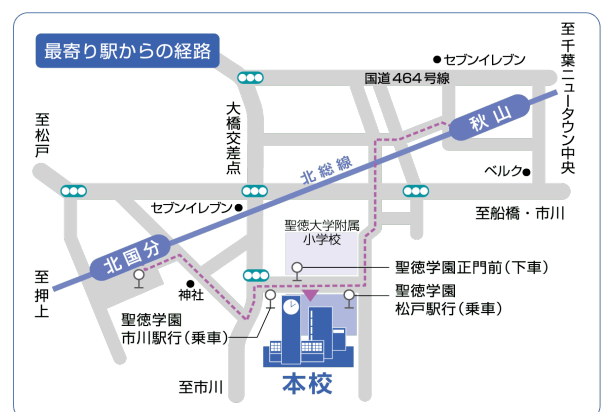 最寄り駅からの経路
セブンイレブン
国道464号線
至千葉ニュータウン中央
至松戸
大橋交差点
秋山
北総線
ベルク
セブンイレブン
至船橋・市川
聖徳大学附属
小学校
北国分
聖徳学園正門前(下車)
至押上
神社
聖徳学園
松戸駅行(乗車)
聖徳学園
市川駅行(乗車)
本校
至市川